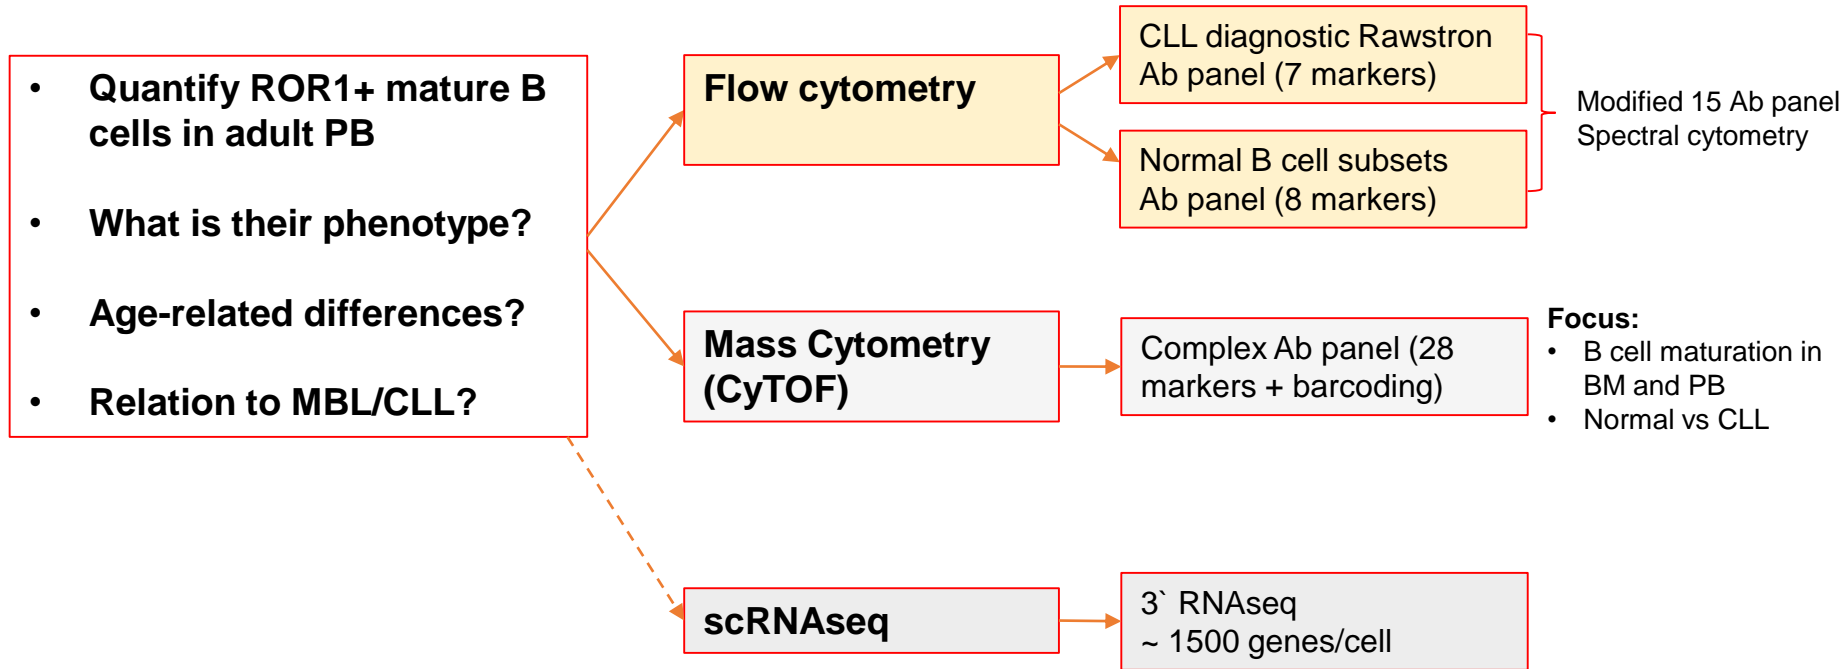 • Quantify ROR1+ mature B
cells in adult PB
• What is their phenotype?
• Age-related differences?
• Relation to MBL/CLL?
Flow cytometry
CLL diagnostic Rawstron
Ab panel (7 markers)
Normal B cell subsets
Ab panel (8 markers)
Modified 15 Ab panel
Spectral cytometry
Mass Cytometry
(CyTOF)
Complex Ab panel (28
markers + barcoding)
Focus:
• B cell maturation in
BM and PB
• Normal vs CLL
scRNAseq
3` RNAseq
~ 1500 genes/cell